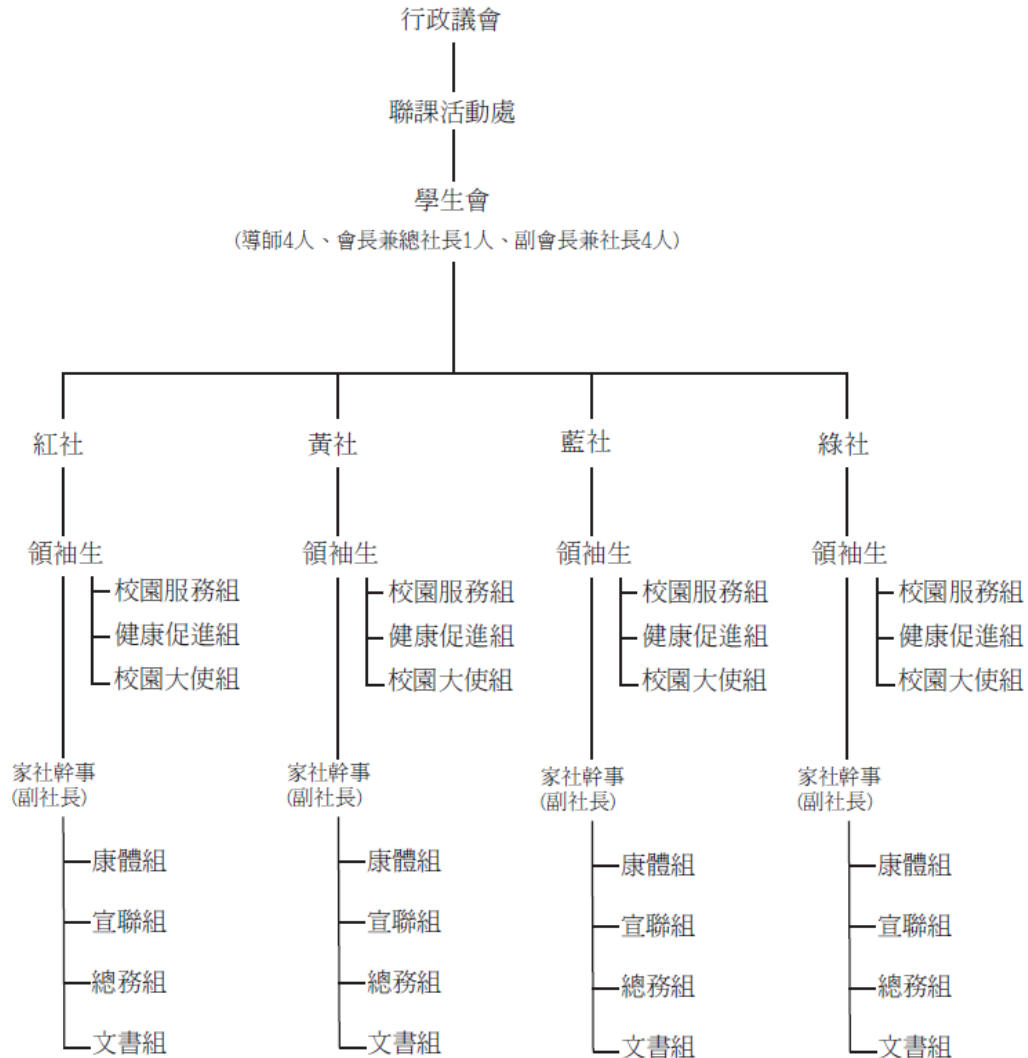 行政議會
聯課活動處
學生會
(導師4人、會長兼總社長1人、副會長兼社長4人)
紅社
黃社
藍社
綠社
領袖生
領袖生
領袖生
領袖生
校園服務組
校園服務組
校園服務組
校園服務組
健康促進組
健康促進組
健康促進組
健康促進組
校園大使組
校園大使組
校園大使組
校園大使組
家社幹事
家社幹事
家社幹事
家社幹事
(副社長)
(副社長)
(副社長)
(副社長)
康體組
康體組
康體組
康體組
宣聯組
宣聯組
宣聯組
宣聯組
總務組
總務組
總務組
總務組
文書組
文書組
文書組
文書組